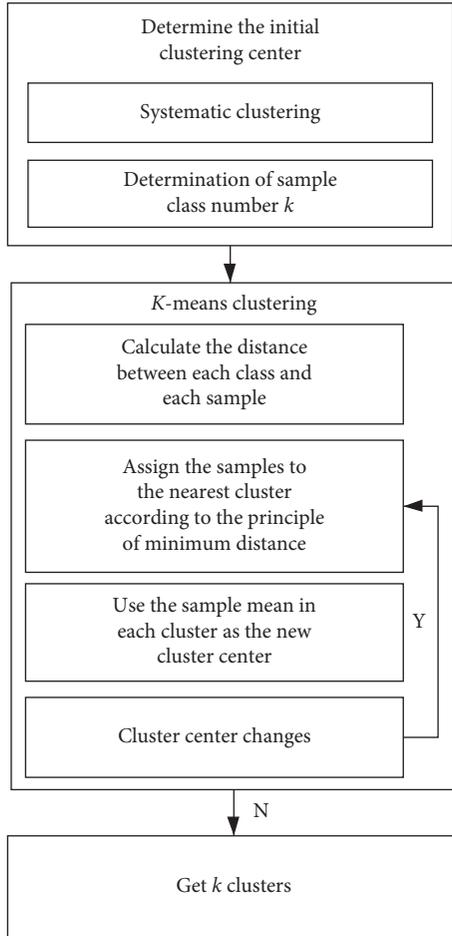 Determine the initial
clustering center
Systematic clustering
Determination of sample
class number k
K-means clustering
Calculate the distance
between each class and
each sample
Assign the samples to
the nearest cluster
according to the principle
of minimum distance
Use the sample mean in
each cluster as the new
cluster center
Y
Cluster center changes
N
Get k clusters